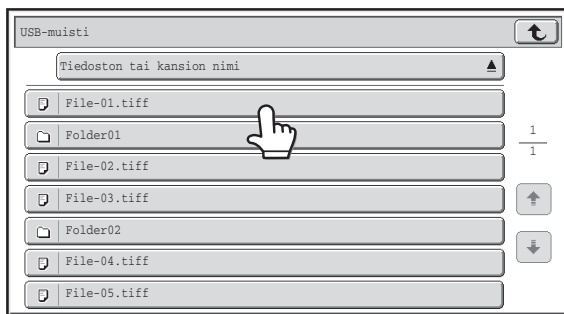 USB-muisti
Tiedoston tai kansion nimi
File-01.tiff
Folder01
File-02.tiff
File-03.tiff
Folder02
File-04.tiff
File-05.tiff
1
1